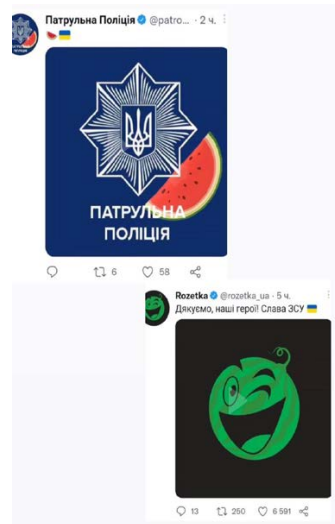 Патрульна Поліція @patro... · 2 ч.
ПАТРУЛЬНА
ПОЛІЦІЯ
6 58
Rozetka @rozetka_ua · 5 ч.
Дякуємо, наші герої! Слава ЗСУ
13 250 6 591